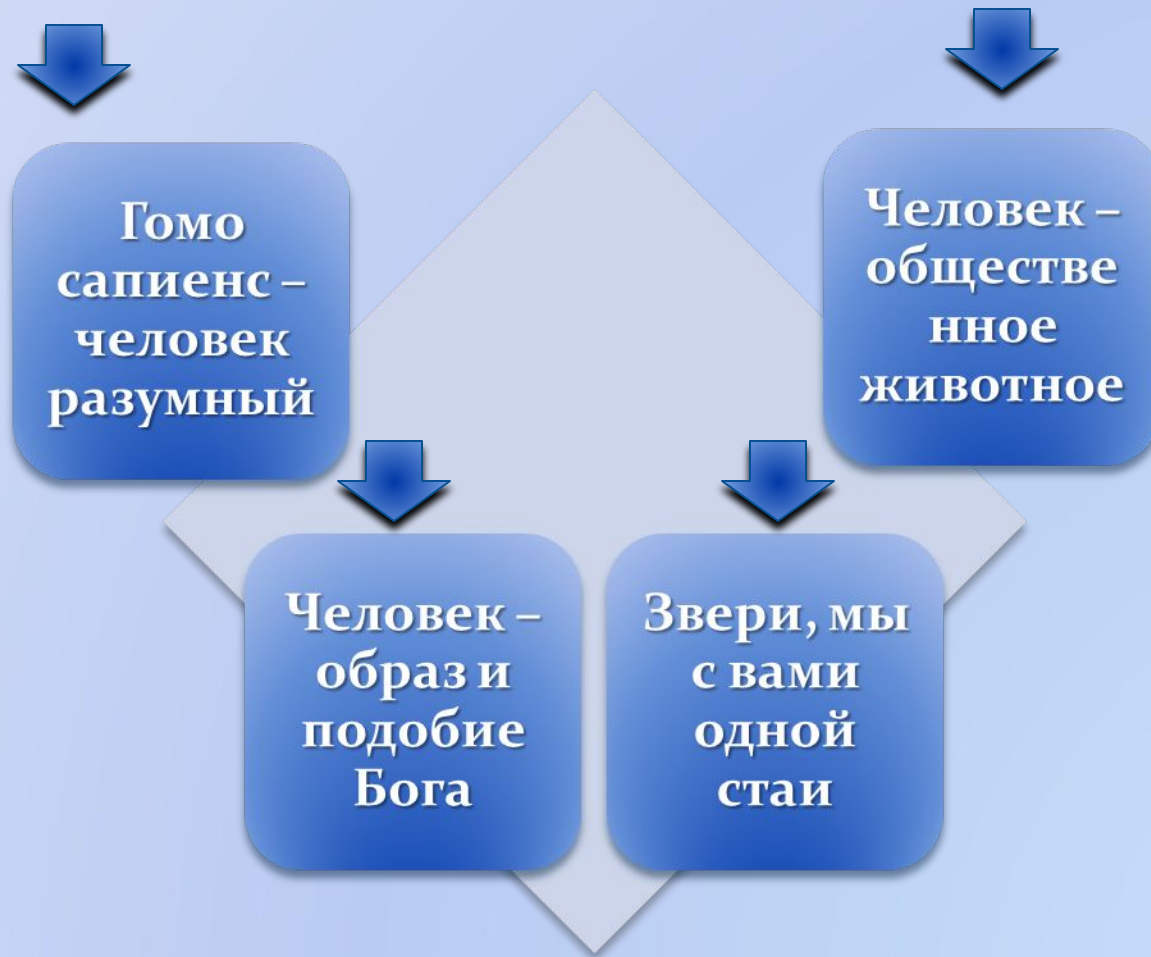 Гомо
сапиенс –
человек
разумный
Человек –
обществе
нное
животное
Человек –
образ и
подобие
Бога
Звери, мы
с вами
одной
стаи